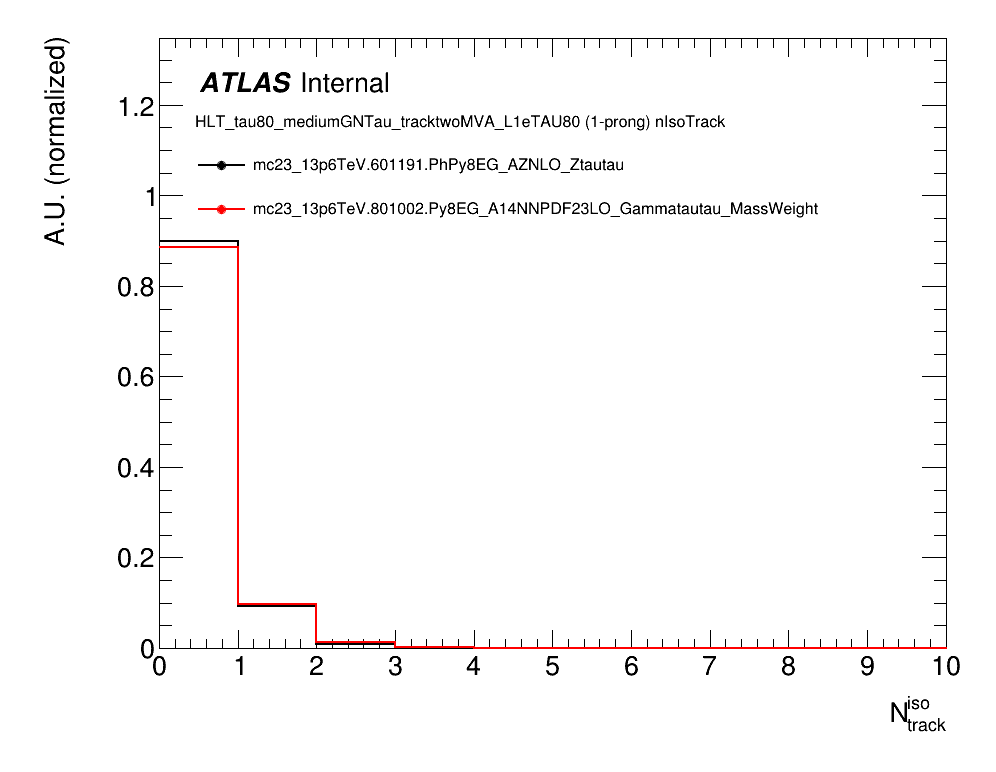 A.U. (normalized)
ATLAS Internal
HLT_tau80_mediumGNTau_tracktwoMVA_L1eTAU80 (1-prong) nIsoTrack
mc23_13p6TeV.601191.PhPy8EG_AZNLO_Ztautau
mc23_13p6TeV.801002.Py8EG_A14NNPDF23LO_Gammatautau_MassWeight
1.2
1
0.8
0.6
0.4
0.2
0
0 1 2 3 4 5 6 7 8 9 10
N iso track